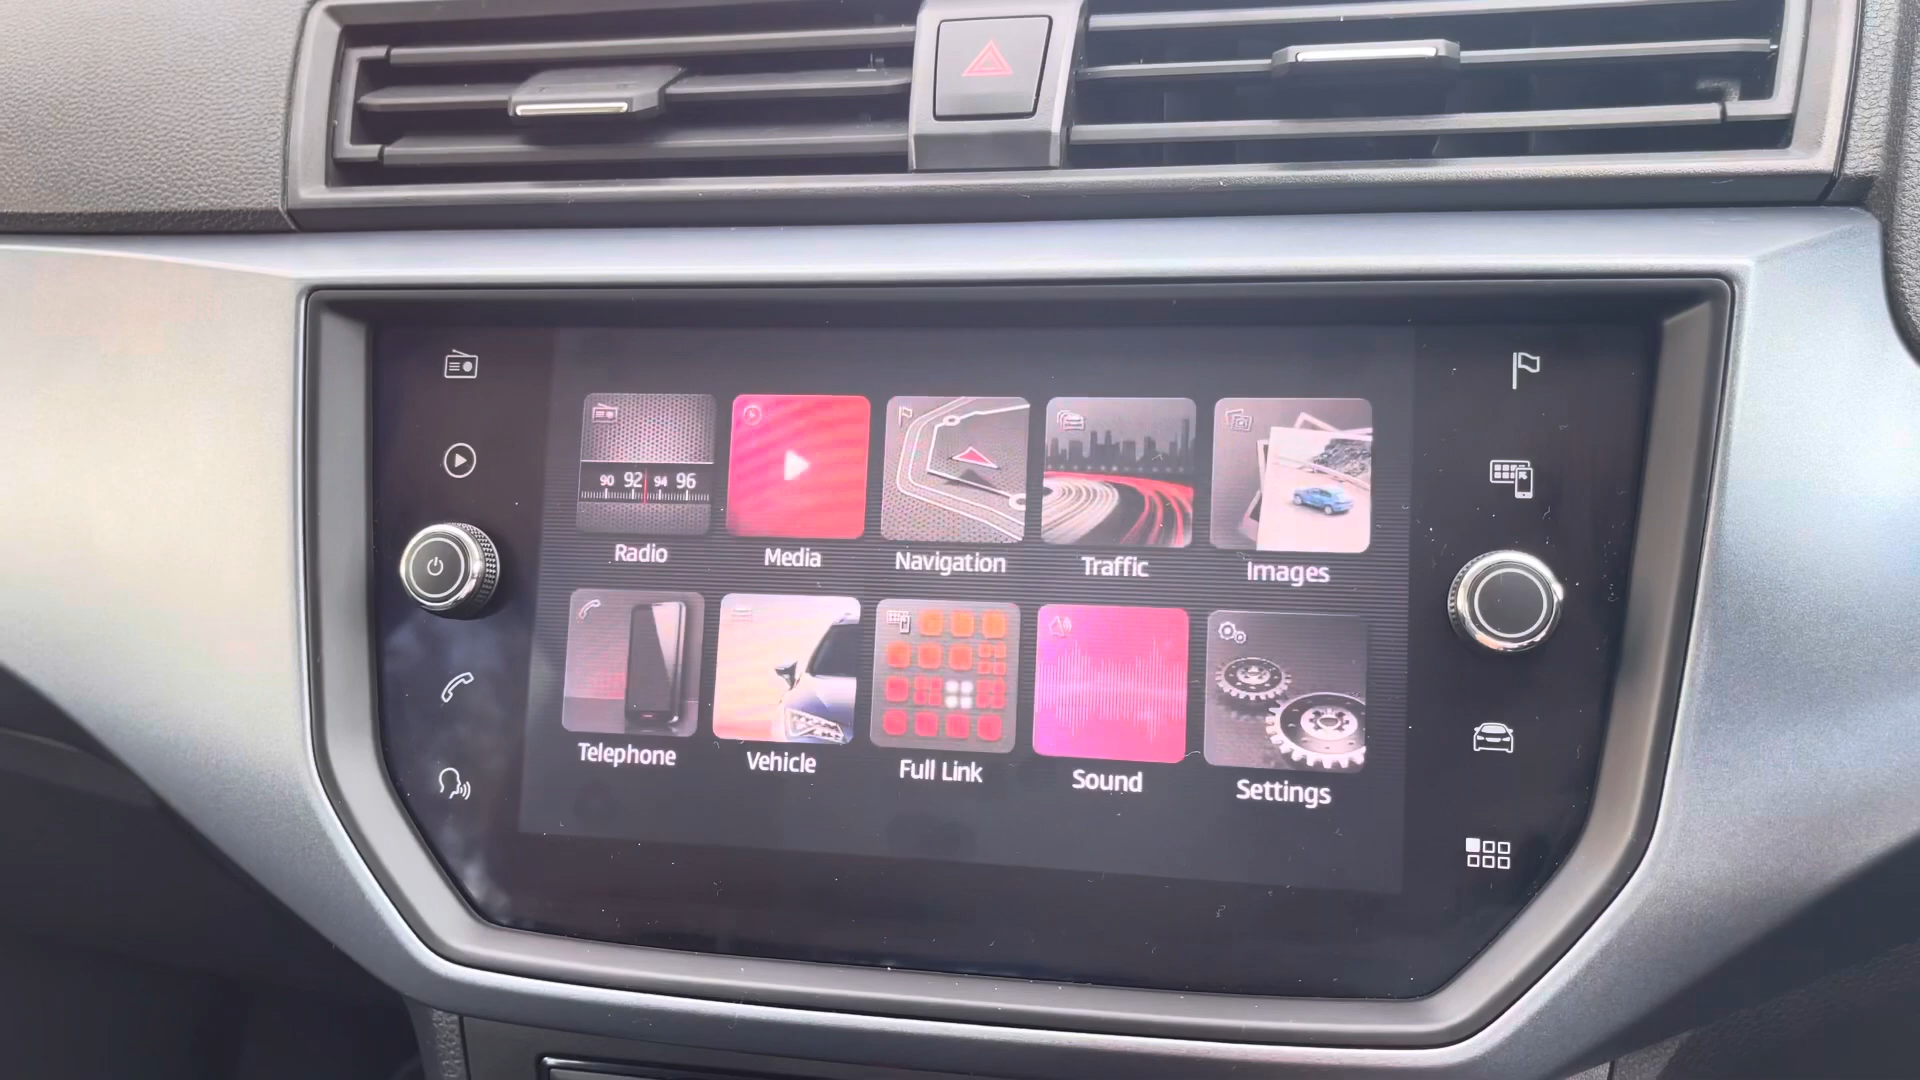 90 92 94 96
Radio
Media
Navigation
Traffic
Images
Telephone
Vehicle
Full Link
Sound
Settings